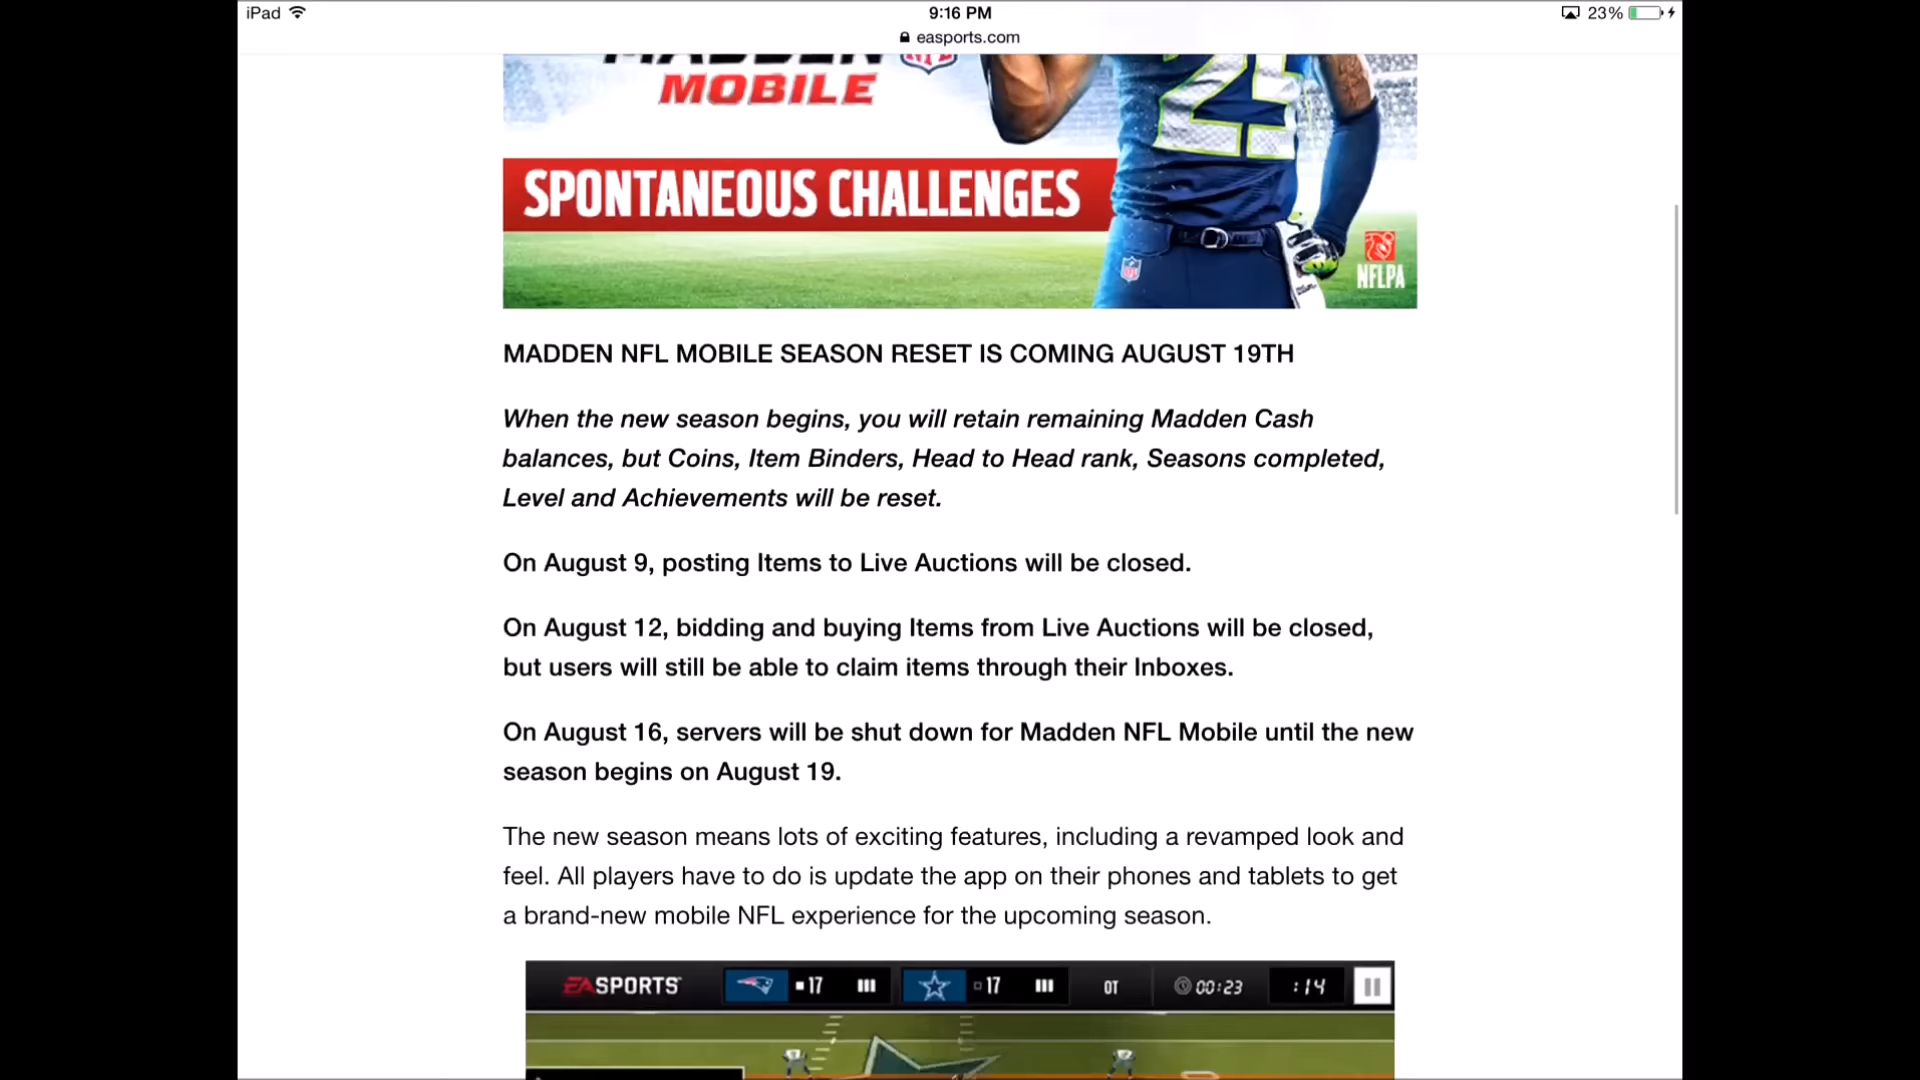 iPad
9:16 PM
23%
easports.com
MADDEN
MOBILE
25
SPONTANEOUS CHALLENGES
NFL
NFLPA
MADDEN NFL MOBILE SEASON RESET IS COMING AUGUST 19TH
When the new season begins, you will retain remaining Madden Cash
balances, but Coins, Item Binders, Head to Head rank, Seasons completed,
Level and Achievements will be reset.
On August 9, posting Items to Live Auctions will be closed.
On August 12, bidding and buying Items from Live Auctions will be closed,
but users will still be able to claim items through their Inboxes.
On August 16, servers will be shut down for Madden NFL Mobile until the new
season begins on August 19.
The new season means lots of exciting features, including a revamped look and
feel. All players have to do is update the app on their phones and tablets to get
a brand-new mobile NFL experience for the upcoming season.
EA SPORTS 17 17 OT 00:23 :14